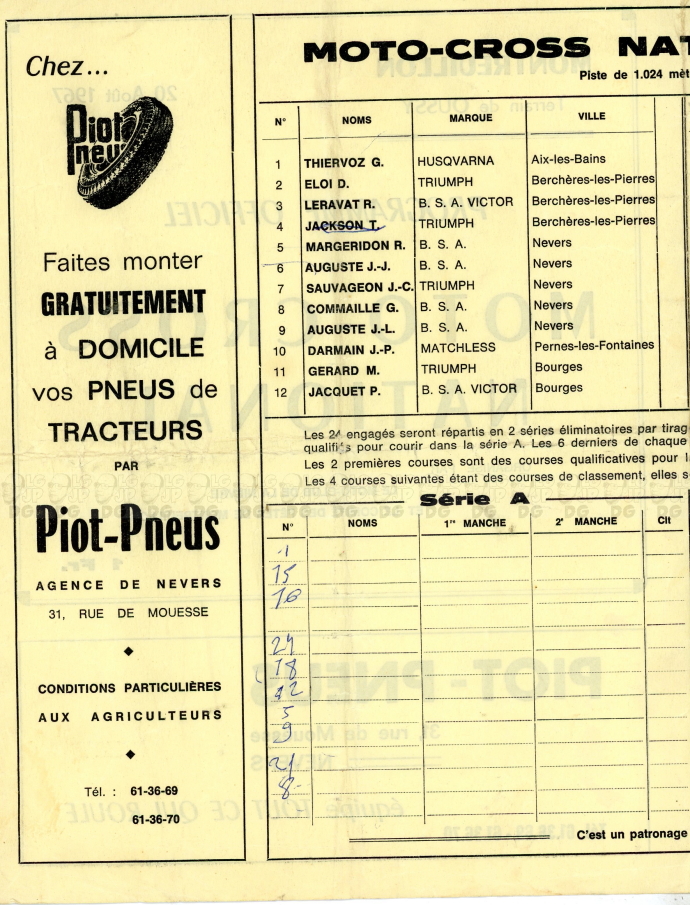 Chez...
Piot
Pneus
Faites monter
GRATUITEMENT
à DOMICILE
vos PNEUS de
TRACTEURS
PAR
Piot-Pneus
AGENCE DE NEVERS
31, RUE DE MOUESSE
CONDITIONS PARTICULIÈRES
AUX AGRICULTEURS
Tél. : 61-36-69
61-36-70
MOTO-CROSS NAT
Piste de 1.024 mèt
N° NOMS MARQUE VILLE
1 THIERVOZ G. HUSQVARNA Aix-les-Bains
2 ELOI D. TRIUMPH Berchères-les-Pierres
3 LERAVAT R. B. S. A. VICTOR Berchères-les-Pierres
4 JACKSON T. TRIUMPH Berchères-les-Pierres
5 MARGERIDON R. B. S. A. Nevers
6 AUGUSTE J.-J. B. S. A. Nevers
7 SAUVAGEON J.-C. TRIUMPH Nevers
8 COMMAILLE G. B. S. A. Nevers
9 AUGUSTE J.-L. B. S. A. Nevers
10 DARMAIN J.-P. MATCHLESS Pernes-les-Fontaines
11 GERARD M. TRIUMPH Bourges
12 JACQUET P. B. S. A. VICTOR Bourges
Les 24 engagés seront répartis en 2 séries éliminatoires par tirag
qualifiés pour courir dans la série A. Les 6 derniers de chaque
Les 2 premières courses sont des courses qualificatives pour l
Les 4 courses suivantes étant des courses de classement, elles s
Série A
N° NOMS 1re MANCHE 2e MANCHE Clt
1
15
16
24
18
12
5
9
21
8
C'est un patronage